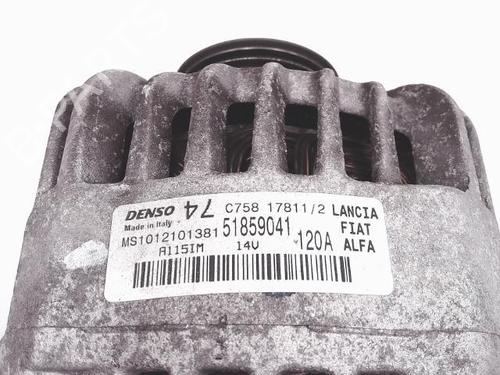 DENSO 74 C758 17811/2 LANCIA
Made in Italy FIAT
MS1012101381 51859041 120A ALFA
A115IM 14V